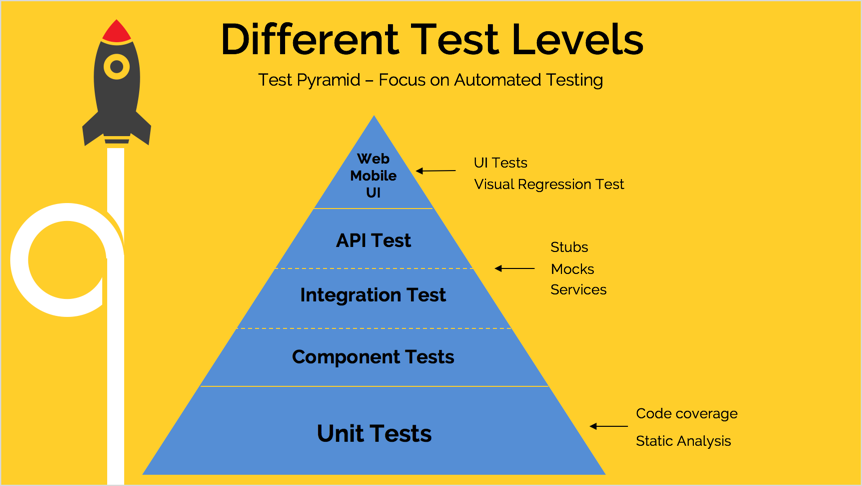 Different Test Levels
Test Pyramid – Focus on Automated Testing
Web
Mobile
UI
UI Tests
Visual Regression Test
API Test
Stubs
Mocks
Services
Integration Test
Component Tests
Unit Tests
Code coverage
Static Analysis